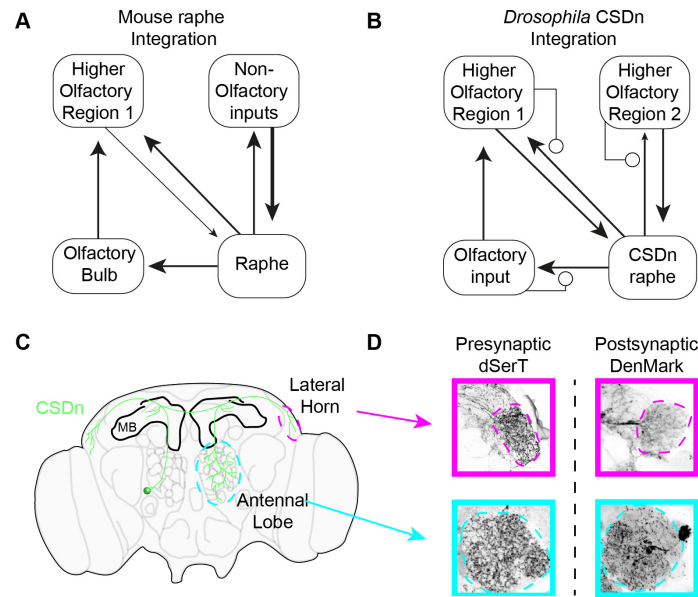 A
Mouse raphe
Integration
Higher
Olfactory
Region 1
Non-
Olfactory
inputs
Olfactory
Bulb
Raphe
B
Drosophila CSDn
Integration
Higher
Olfactory
Region 1
Higher
Olfactory
Region 2
Olfactory
input
CSDn
raphe
C
CSDn
MB
Lateral
Horn
Antennal
Lobe
D
Presynaptic
dSerT
Postsynaptic
DenMark